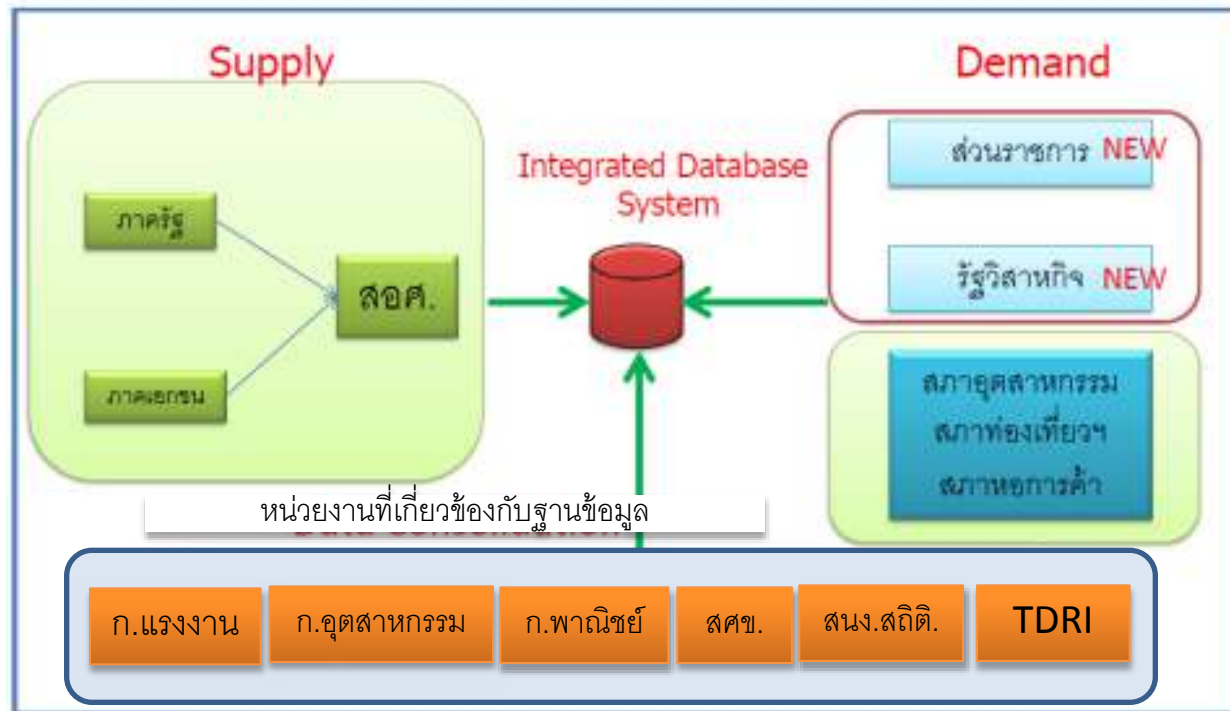 Supply
Demand
ภาครัฐ
ภาคเอกชน
สอศ.
Integrated Database
System
ส่วนราชการ NEW
รัฐวิสาหกิจ NEW
สภาอุตสาหกรรม
สภาท่องเที่ยวฯ
สภาหอการค้า
หน่วยงานที่เกี่ยวข้องกับฐานข้อมูล
ก.แรงงาน
ก.อุตสาหกรรม
ก.พาณิชย์
สศช.
สนง.สถิติ.
TDRI